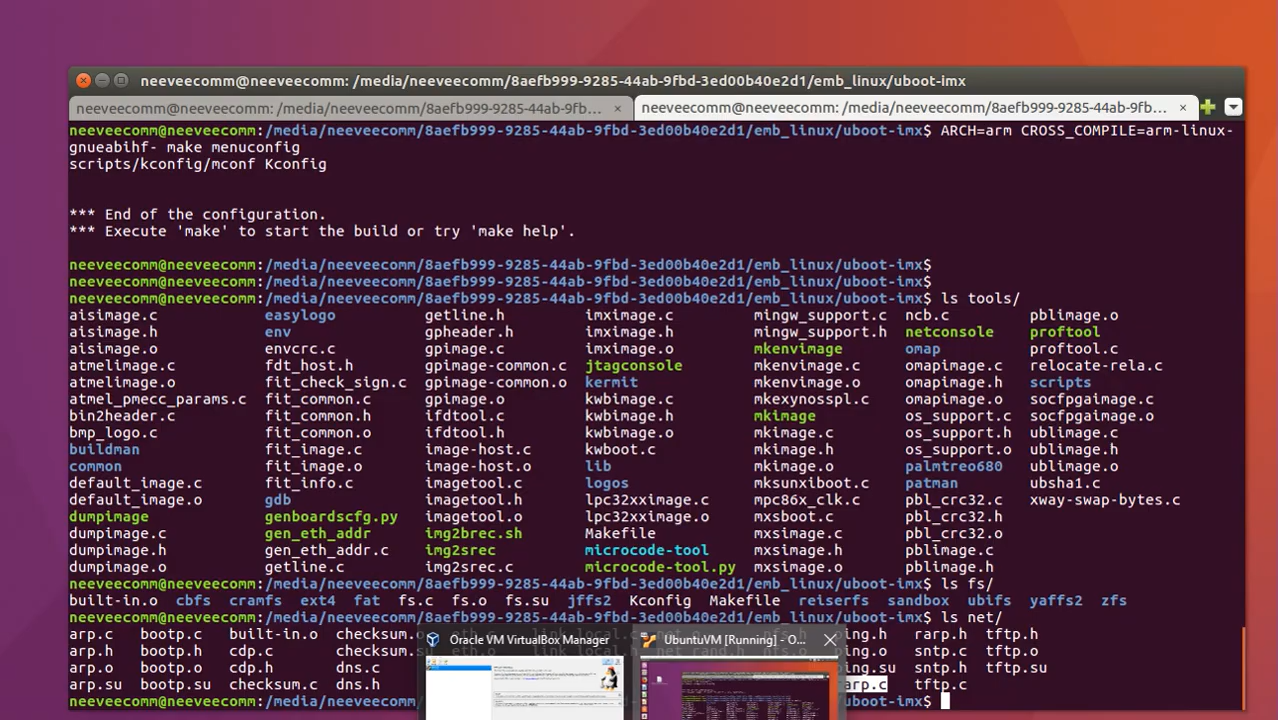 neeveecomm@neeveecomm: /media/neeveecomm/8aefb999-9285-44ab-9fbd-3ed00b40e2d1/emb_linux/uboot-imx
neeveecomm@neeveecomm: /media/neeveecomm/8aefb999-9285-44ab-9fb... × neeveecomm@neeveecomm: /media/neeveecomm/8aefb999-9285-44ab-9fb... ×
neeveecomm@neeveecomm:/media/neeveecomm/8aefb999-9285-44ab-9fbd-3ed00b40e2d1/emb_linux/uboot-imx$ ARCH=arm CROSS_COMPILE=arm-linux-
gnueabihf- make menuconfig
scripts/kconfig/mconf Kconfig
*** End of the configuration.
*** Execute 'make' to start the build or try 'make help'.
neeveecomm@neeveecomm:/media/neeveecomm/8aefb999-9285-44ab-9fbd-3ed00b40e2d1/emb_linux/uboot-imx$
neeveecomm@neeveecomm:/media/neeveecomm/8aefb999-9285-44ab-9fbd-3ed00b40e2d1/emb_linux/uboot-imx$
neeveecomm@neeveecomm:/media/neeveecomm/8aefb999-9285-44ab-9fbd-3ed00b40e2d1/emb_linux/uboot-imx$ ls tools/
aisimage.c easylogo getline.h imximage.c mingw_support.c ncb.c pblimage.o
aisimage.h env gpheader.h imximage.h mingw_support.h netconsole proftool
aisimage.o envcrc.c gpimage.c imximage.o mkenvimage omap proftool.c
atmelimage.c fdt_host.h gpimage-common.c jtagconsole mkenvimage.c omapimage.c relocate-rela.c
atmelimage.o fit_check_sign.c gpimage-common.o kermit mkenvimage.o omapimage.h scripts
atmel_pmecc_params.c fit_common.c gpimage.o kwbimage.c mkexynosspl.c omapimage.o socfpgaimage.c
bin2header.c fit_common.h ifdtool.c kwbimage.h mkimage os_support.c socfpgaimage.o
bmp_logo.c fit_common.o ifdtool.h kwbimage.o mkimage.c os_support.h ublimage.c
buildman fit_image.c image-host.c kwboot.c mkimage.h os_support.o ublimage.h
common fit_image.o image-host.o lib mkimage.o palmtreo680 ublimage.o
default_image.c fit_info.c imagetool.c logos mksunxiboot.c patman ubsha1.c
default_image.o gdb imagetool.h lpc32xximage.c mpc86x_clk.c pbl_crc32.c xway-swap-bytes.c
dumpimage genboardscfg.py imagetool.o lpc32xximage.o mxsboot.c pbl_crc32.h
dumpimage.c gen_eth_addr img2brec.sh Makefile mxsimage.c pbl_crc32.o
dumpimage.h gen_eth_addr.c img2srec microcode-tool mxsimage.h pblimage.c
dumpimage.o getline.c img2srec.c microcode-tool.py mxsimage.o pblimage.h
neeveecomm@neeveecomm:/media/neeveecomm/8aefb999-9285-44ab-9fbd-3ed00b40e2d1/emb_linux/uboot-imx$ ls fs/
built-in.o cbfs cramfs ext4 fat fs.c fs.o fs.su jffs2 Kconfig Makefile reiserfs sandbox ubifs yaffs2 zfs
neeveecomm@neeveecomm:/media/neeveecomm/8aefb999-9285-44ab-9fbd-3ed00b40e2d1/emb_linux/uboot-imx$ ls net/
arp.c bootp.c built-in.o checksum.o rarp.h tftp.h
arp.h bootp.h cdp.c checksum sntp.c tftp.o
arp.o bootp.o cdp.h dns.c sntp.h tftp.su
arp.su bootp.su cdp.c dns.h arp.c tftp.c
neeveecomm@neeveecomm:/media/neeveecomm uboot-imx$
Oracle VM VirtualBox Manager
UbuntuVM [Running] - O...